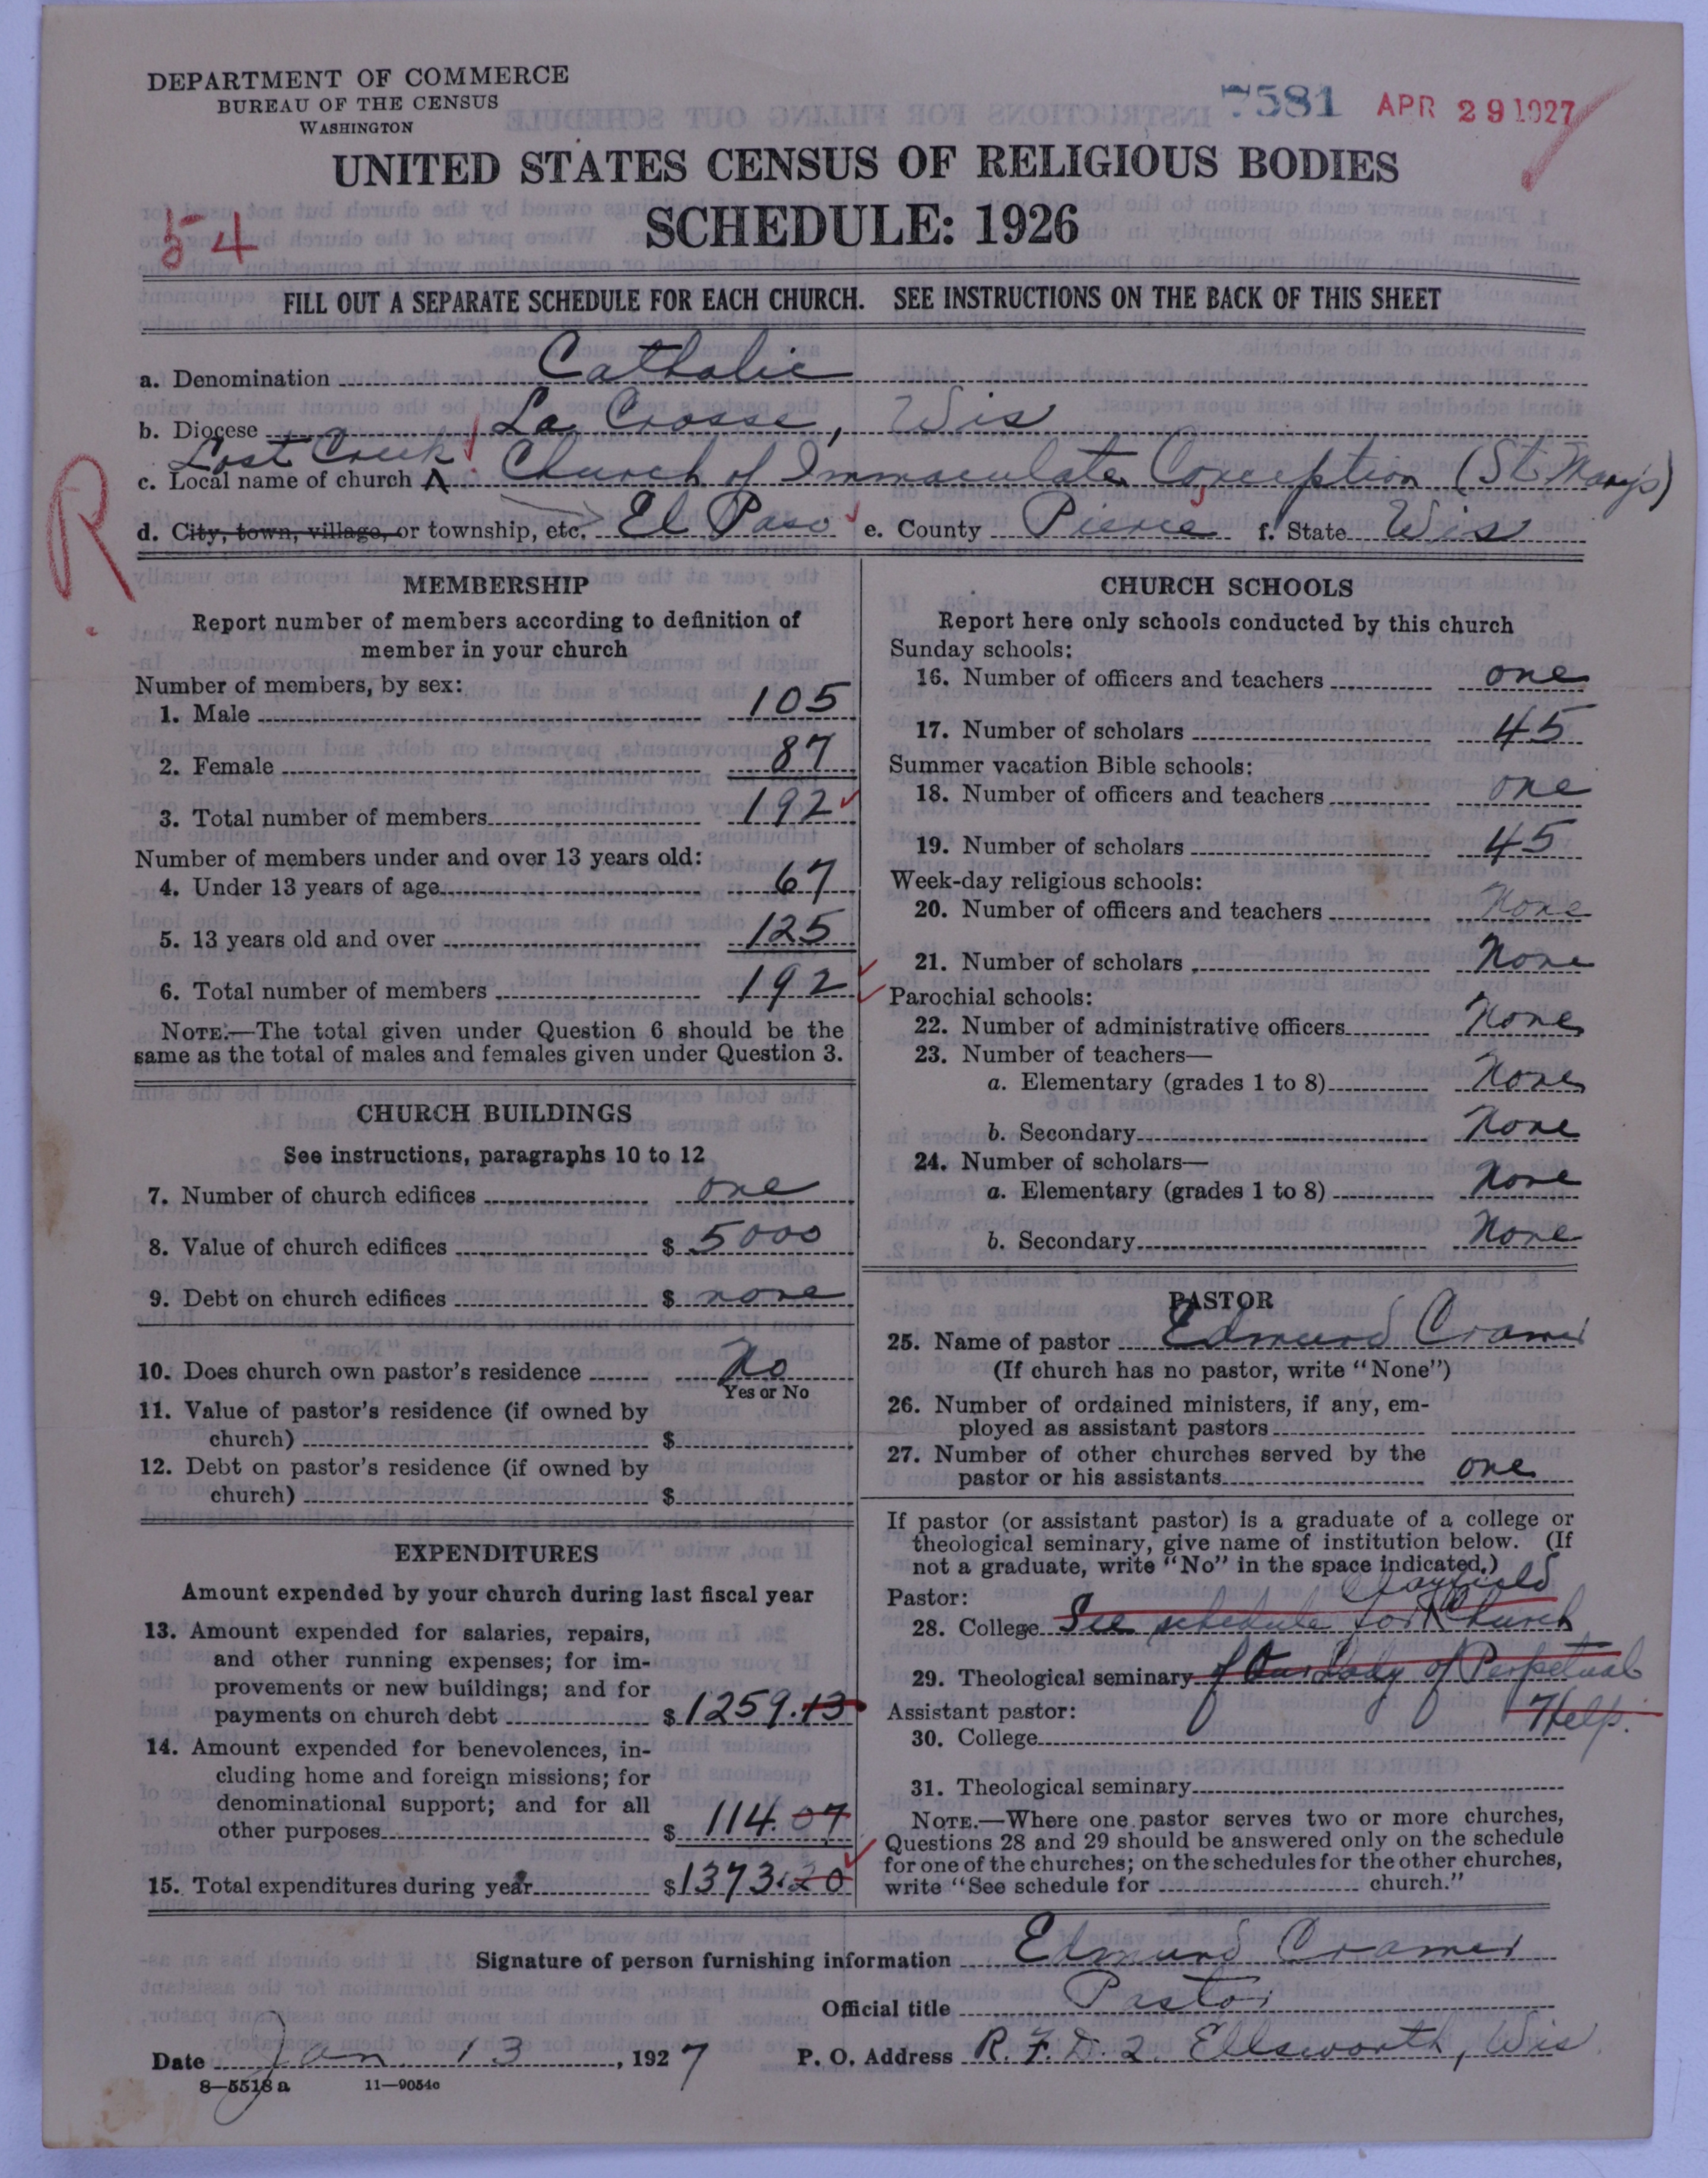 DEPARTMENT OF COMMERCE
BUREAU OF THE CENSUS
WASHINGTON
7581 APR 29 1927
UNITED STATES CENSUS OF RELIGIOUS BODIES
54
SCHEDULE: 1926
FILL OUT A SEPARATE SCHEDULE FOR EACH CHURCH. SEE INSTRUCTIONS ON THE BACK OF THIS SHEET
a. Denomination Catholic
b. Diocese La Crosse, Wis
Lost Creek
c. Local name of church Church of Immaculate Conception (St. Mary's)
d. City, town, village, or township, etc. El Paso e. County Pierce f. State Wis
R
MEMBERSHIP
Report number of members according to definition of
member in your church
Number of members, by sex:
1. Male 105
2. Female 87
3. Total number of members 192
Number of members under and over 13 years old:
4. Under 13 years of age 67
5. 13 years old and over 125
6. Total number of members 192
NOTE.—The total given under Question 6 should be the
same as the total of males and females given under Question 3.
CHURCH BUILDINGS
See instructions, paragraphs 10 to 12
7. Number of church edifices one
8. Value of church edifices $ 5000
9. Debt on church edifices $ none
10. Does church own pastor's residence No
Yes or No
11. Value of pastor's residence (if owned by
church) $
12. Debt on pastor's residence (if owned by
church) $
EXPENDITURES
Amount expended by your church during last fiscal year
13. Amount expended for salaries, repairs,
and other running expenses; for im-
provements or new buildings; and for
payments on church debt $ 1259.13
14. Amount expended for benevolences, in-
cluding home and foreign missions; for
denominational support; and for all
other purposes $ 114.07
15. Total expenditures during year $ 1373.20
CHURCH SCHOOLS
Report here only schools conducted by this church
Sunday schools:
16. Number of officers and teachers one
17. Number of scholars 45
Summer vacation Bible schools:
18. Number of officers and teachers one
19. Number of scholars 45
Week-day religious schools:
20. Number of officers and teachers None
21. Number of scholars None
Parochial schools:
22. Number of administrative officers None
23. Number of teachers—
a. Elementary (grades 1 to 8) None
b. Secondary None
24. Number of scholars—
a. Elementary (grades 1 to 8) None
b. Secondary None
PASTOR
25. Name of pastor Edmund Cramer
(If church has no pastor, write "None")
26. Number of ordained ministers, if any, em-
ployed as assistant pastors
27. Number of other churches served by the
pastor or his assistants one
If pastor (or assistant pastor) is a graduate of a college or
theological seminary, give name of institution below. (If
not a graduate, write "No" in the space indicated.)
Pastor:
28. College See schedule for Church
29. Theological seminary of Our Lady of Perpetual
Assistant pastor: Help.
30. College
31. Theological seminary
NOTE.—Where one pastor serves two or more churches,
Questions 28 and 29 should be answered only on the schedule
for one of the churches; on the schedules for the other churches,
write "See schedule for church."
Signature of person furnishing information Edmund Cramer
Official title Pastor
Date Jan. 13, 1927 P. O. Address R. F. D. 2. Ellsworth, Wis
8—5518 a 11—9054c